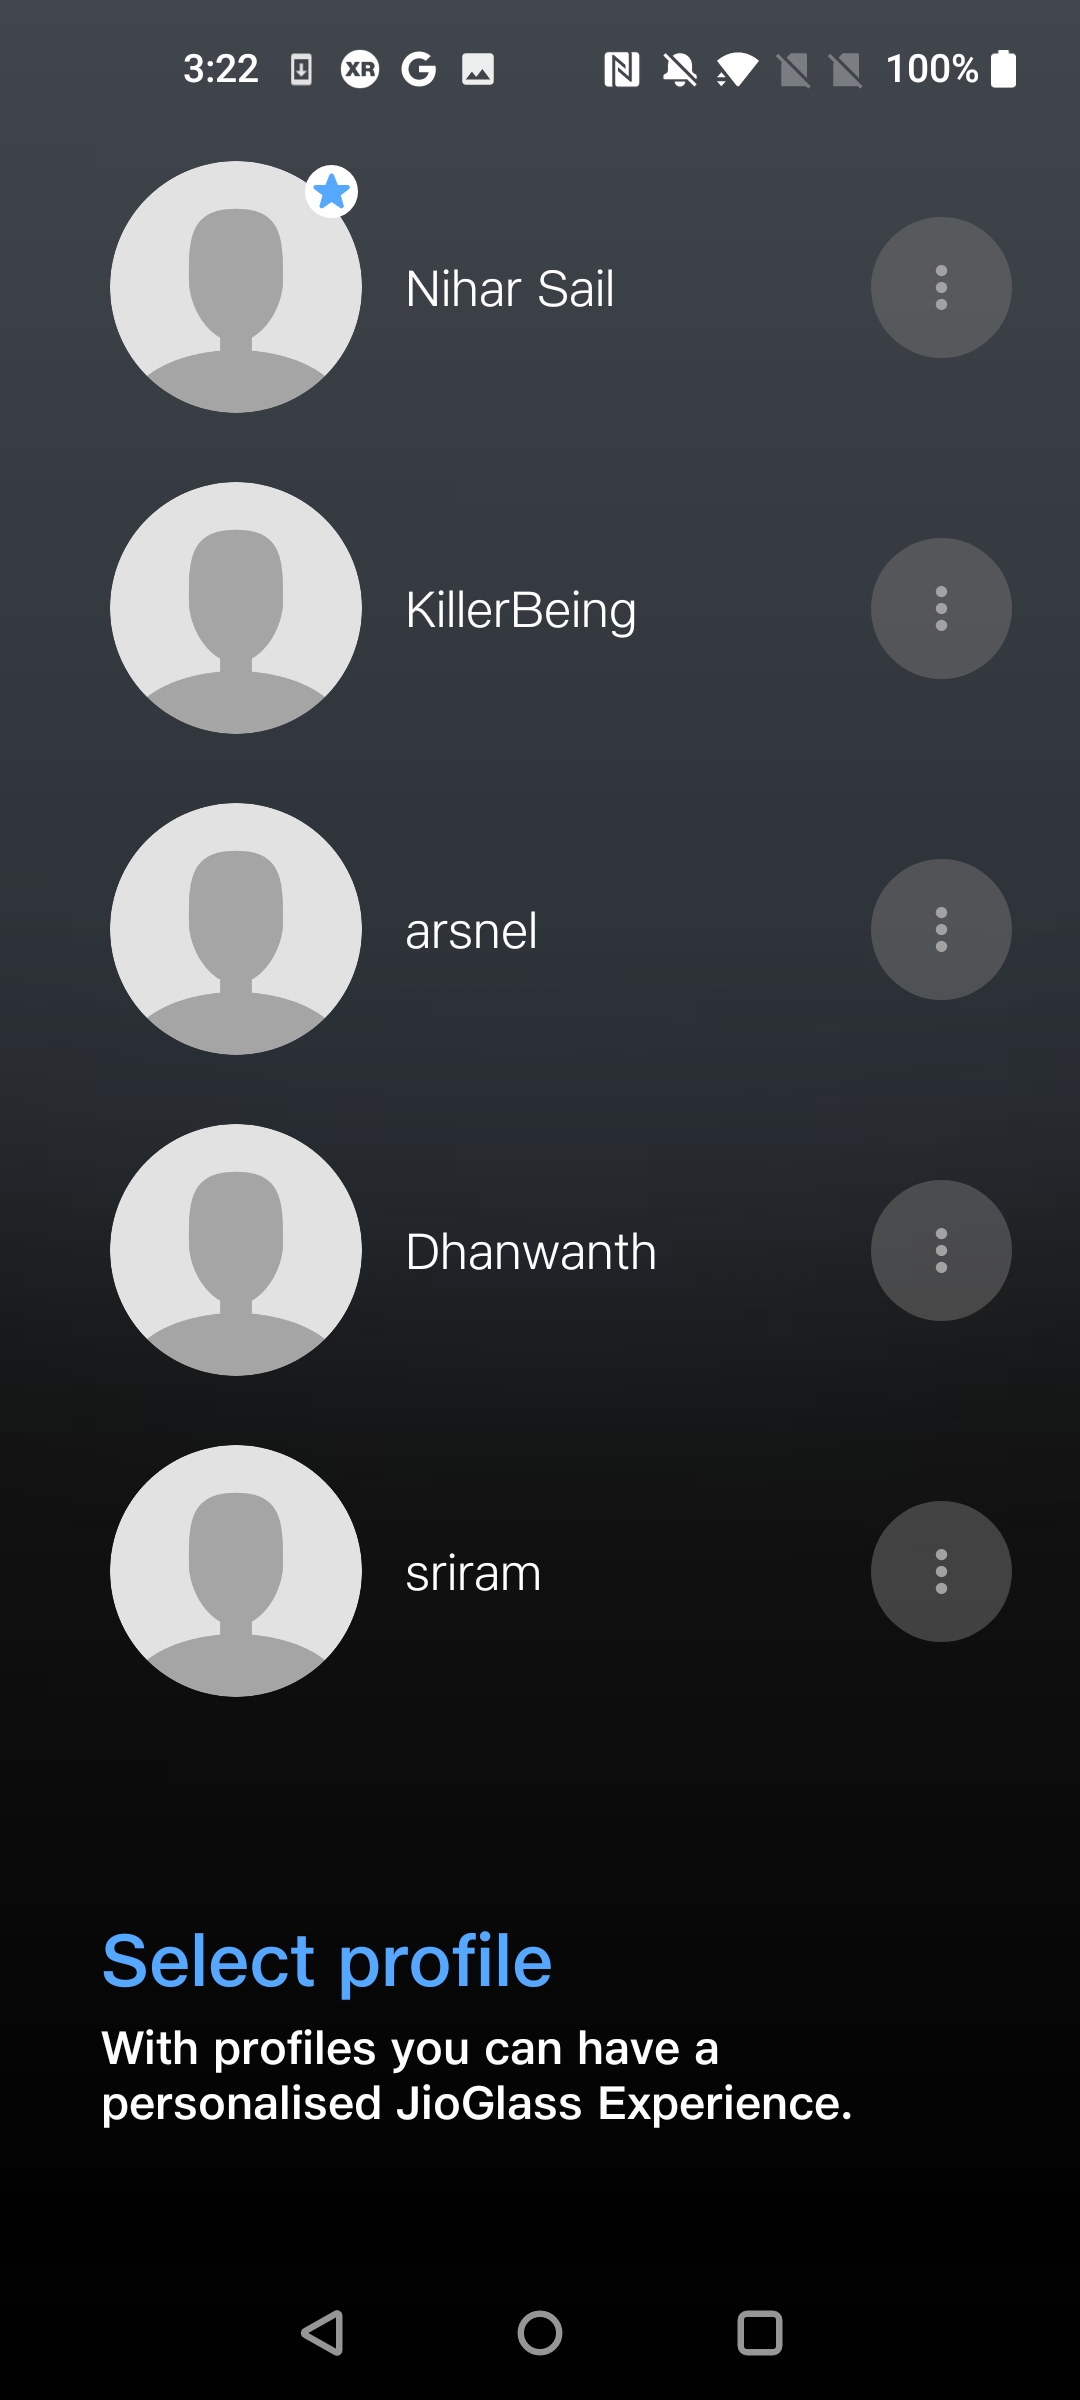 3:22 XR G 100%
Nihar Sail
KillerBeing
arsnel
Dhanwanth
sriram
Select profile
With profiles you can have a
personalised JioGlass Experience.